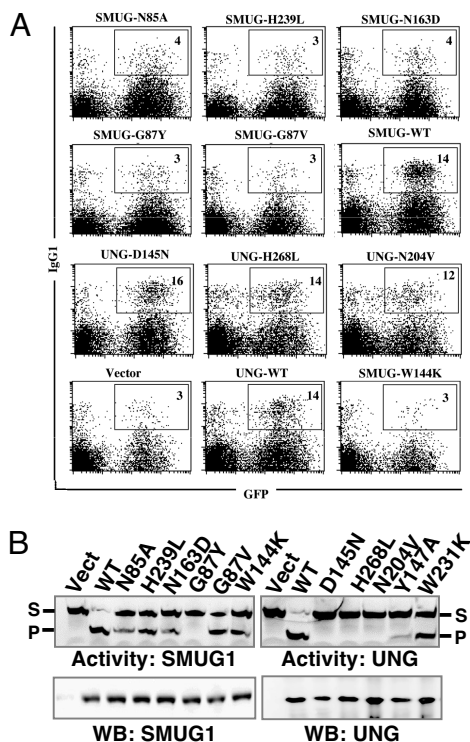 A
SMUG-N85A SMUG-H239L SMUG-N163D
4 3 4
SMUG-G87Y SMUG-G87V SMUG-WT
3 3 14
UNG-D145N UNG-H268L UNG-N204V
16 14 12
Vector UNG-WT SMUG-W144K
3 14 3
IgG1
GFP
B
Vect WT N85A H239L N163D G87Y G87V W144K Vect WT D145N H268L N204V Y147A W231K
S S
P P
Activity: SMUG1 Activity: UNG
WB: SMUG1 WB: UNG